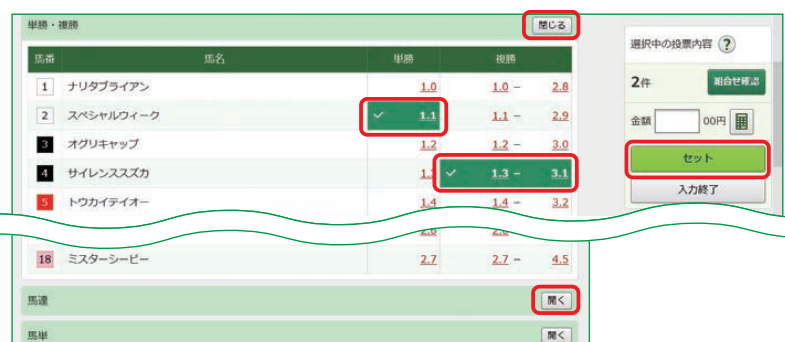 単勝・複勝 閉じる
馬番 馬名 単勝 複勝
1 ナリタブライアン 1.0 1.0 - 2.8
2 スペシャルウィーク ✓ 1.1 1.1 - 2.9
3 オグリキャップ 1.2 1.2 - 3.0
4 サイレンススズカ ✓ 1.3 - 3.1
5 トウカイテイオー 1.4 1.4 - 3.2
18 ミスターシービー 2.7 2.7 - 4.5
馬連 開く
馬単 開く
選択中の投票内容 ?
2件 組合せ確認
金額 00円
セット
入力終了